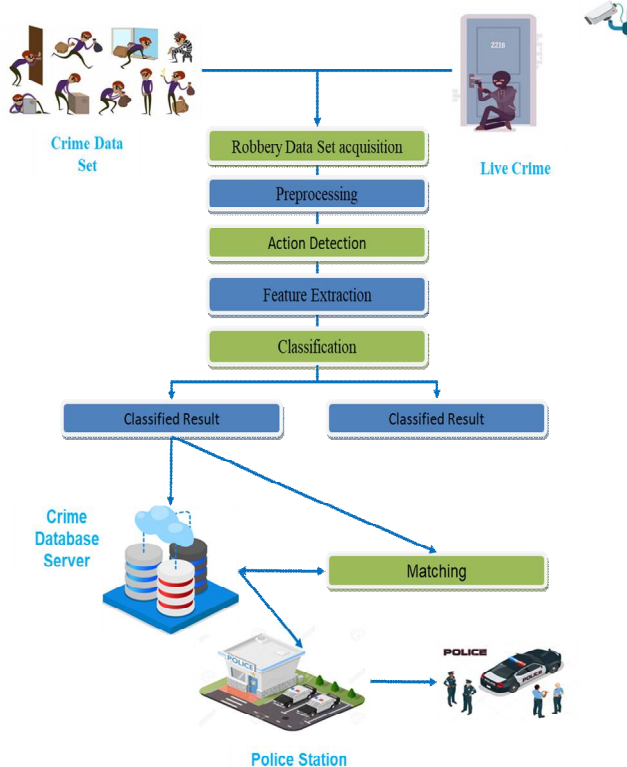 2216
Crime Data
Set
Live Crime
Robbery Data Set acquisition
Preprocessing
Action Detection
Feature Extraction
Classification
Classified Result
Classified Result
Crime
Database
Server
Matching
POLICE
POLICE
POLICE
Police Station